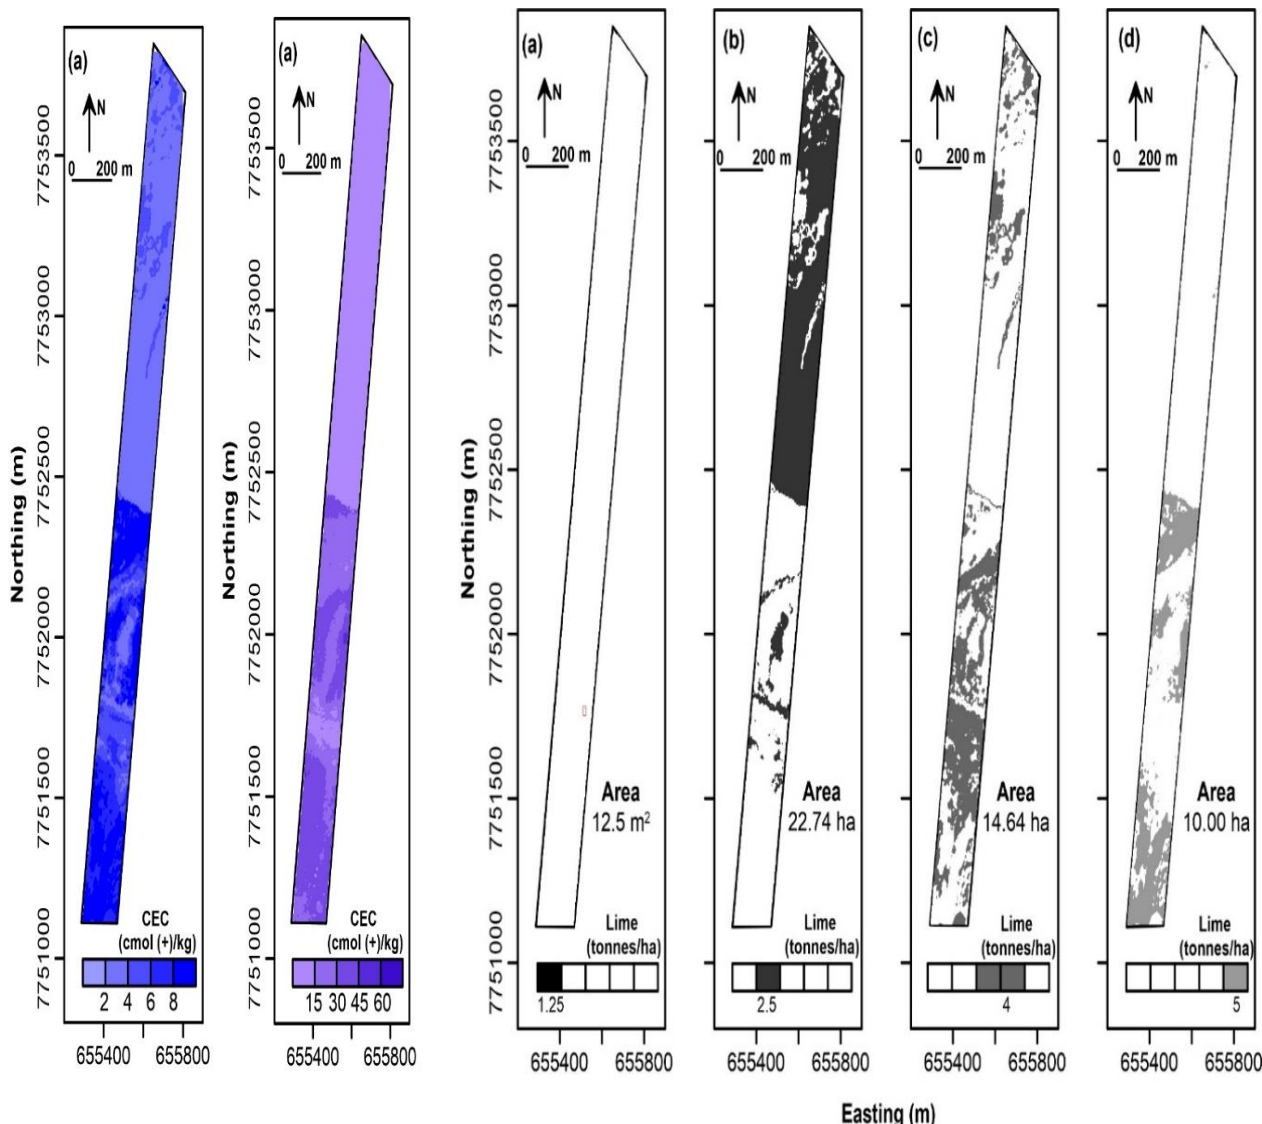 (a)
N
0 200 m
7753500
7753000
7752500
7752000
7751500
7751000
Northing (m)
CEC
(cmol (+)/kg)
2 4 6 8
655400 655800
(a)
N
0 200 m
7753500
7753000
7752500
7752000
7751500
7751000
Northing (m)
CEC
(cmol (+)/kg)
15 30 45 60
655400 655800
(a)
N
0 200 m
7753500
7753000
7752500
7752000
7751500
7751000
Northing (m)
Area
12.5 m²
Lime
(tonnes/ha)
1.25
655400 655800
(b)
N
0 200 m
Area
22.74 ha
Lime
(tonnes/ha)
2.5
655400 655800
(c)
N
0 200 m
Area
14.64 ha
Lime
(tonnes/ha)
4
655400 655800
(d)
N
0 200 m
Area
10.00 ha
Lime
(tonnes/ha)
5
655400 655800
Easting (m)